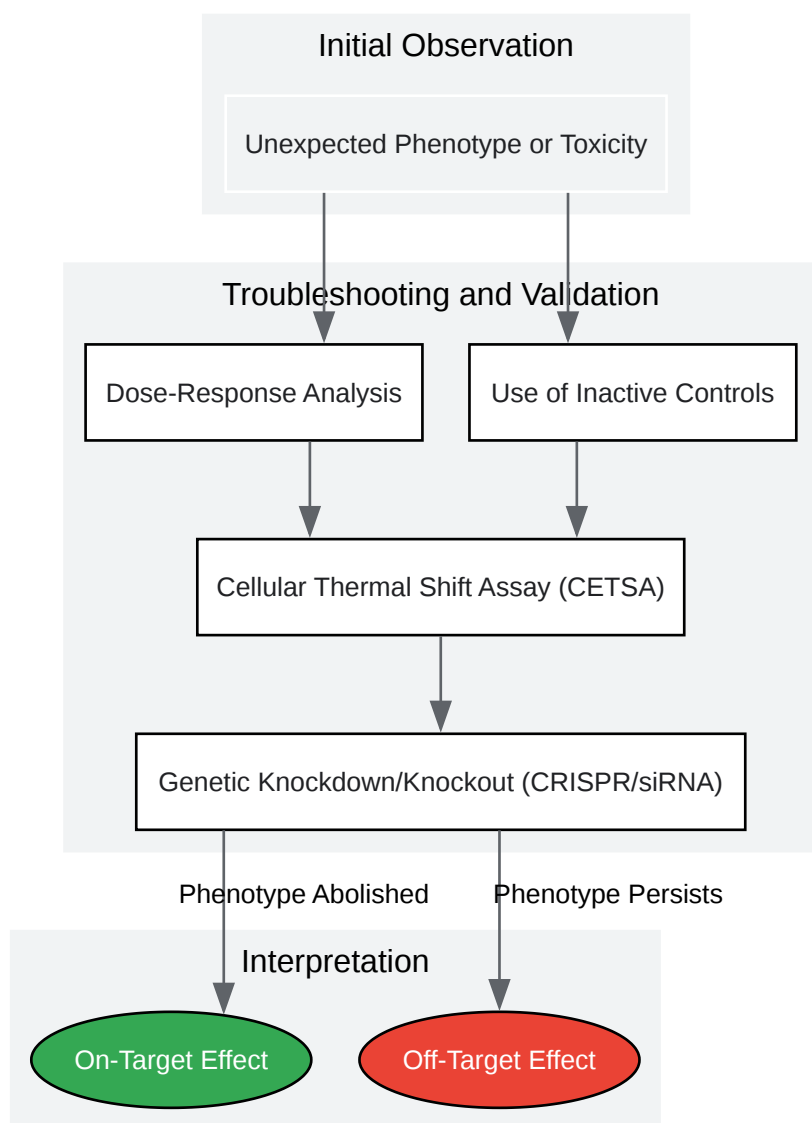 Initial Observation
Unexpected Phenotype or Toxicity
Troubleshooting and Validation
Dose-Response Analysis
Use of Inactive Controls
Cellular Thermal Shift Assay (CETSA)
Genetic Knockdown/Knockout (CRISPR/siRNA)
Phenotype Abolished
Phenotype Persists
Interpretation
On-Target Effect
Off-Target Effect